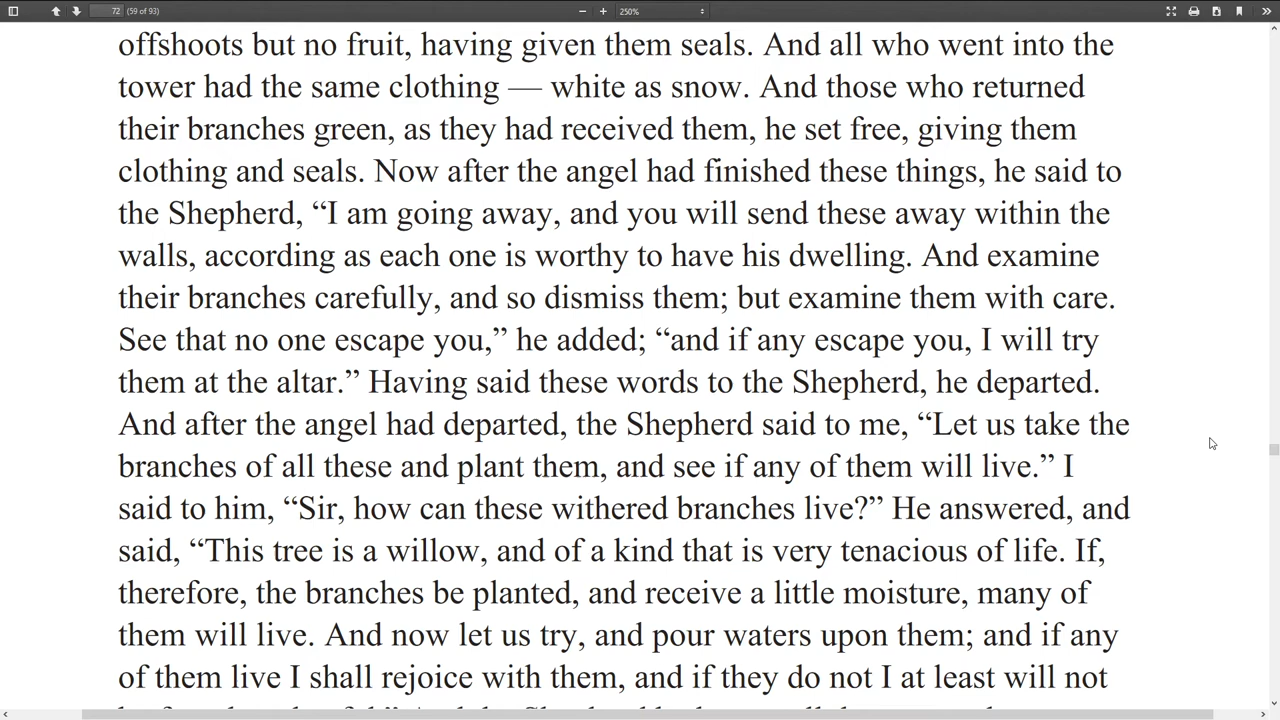 72 (59 of 93) 250%
offshoots but no fruit, having given them seals. And all who went into the
tower had the same clothing — white as snow. And those who returned
their branches green, as they had received them, he set free, giving them
clothing and seals. Now after the angel had finished these things, he said to
the Shepherd, “I am going away, and you will send these away within the
walls, according as each one is worthy to have his dwelling. And examine
their branches carefully, and so dismiss them; but examine them with care.
See that no one escape you,” he added; “and if any escape you, I will try
them at the altar.” Having said these words to the Shepherd, he departed.
And after the angel had departed, the Shepherd said to me, “Let us take the
branches of all these and plant them, and see if any of them will live.” I
said to him, “Sir, how can these withered branches live?” He answered, and
said, “This tree is a willow, and of a kind that is very tenacious of life. If,
therefore, the branches be planted, and receive a little moisture, many of
them will live. And now let us try, and pour waters upon them; and if any
of them live I shall rejoice with them, and if they do not I at least will not